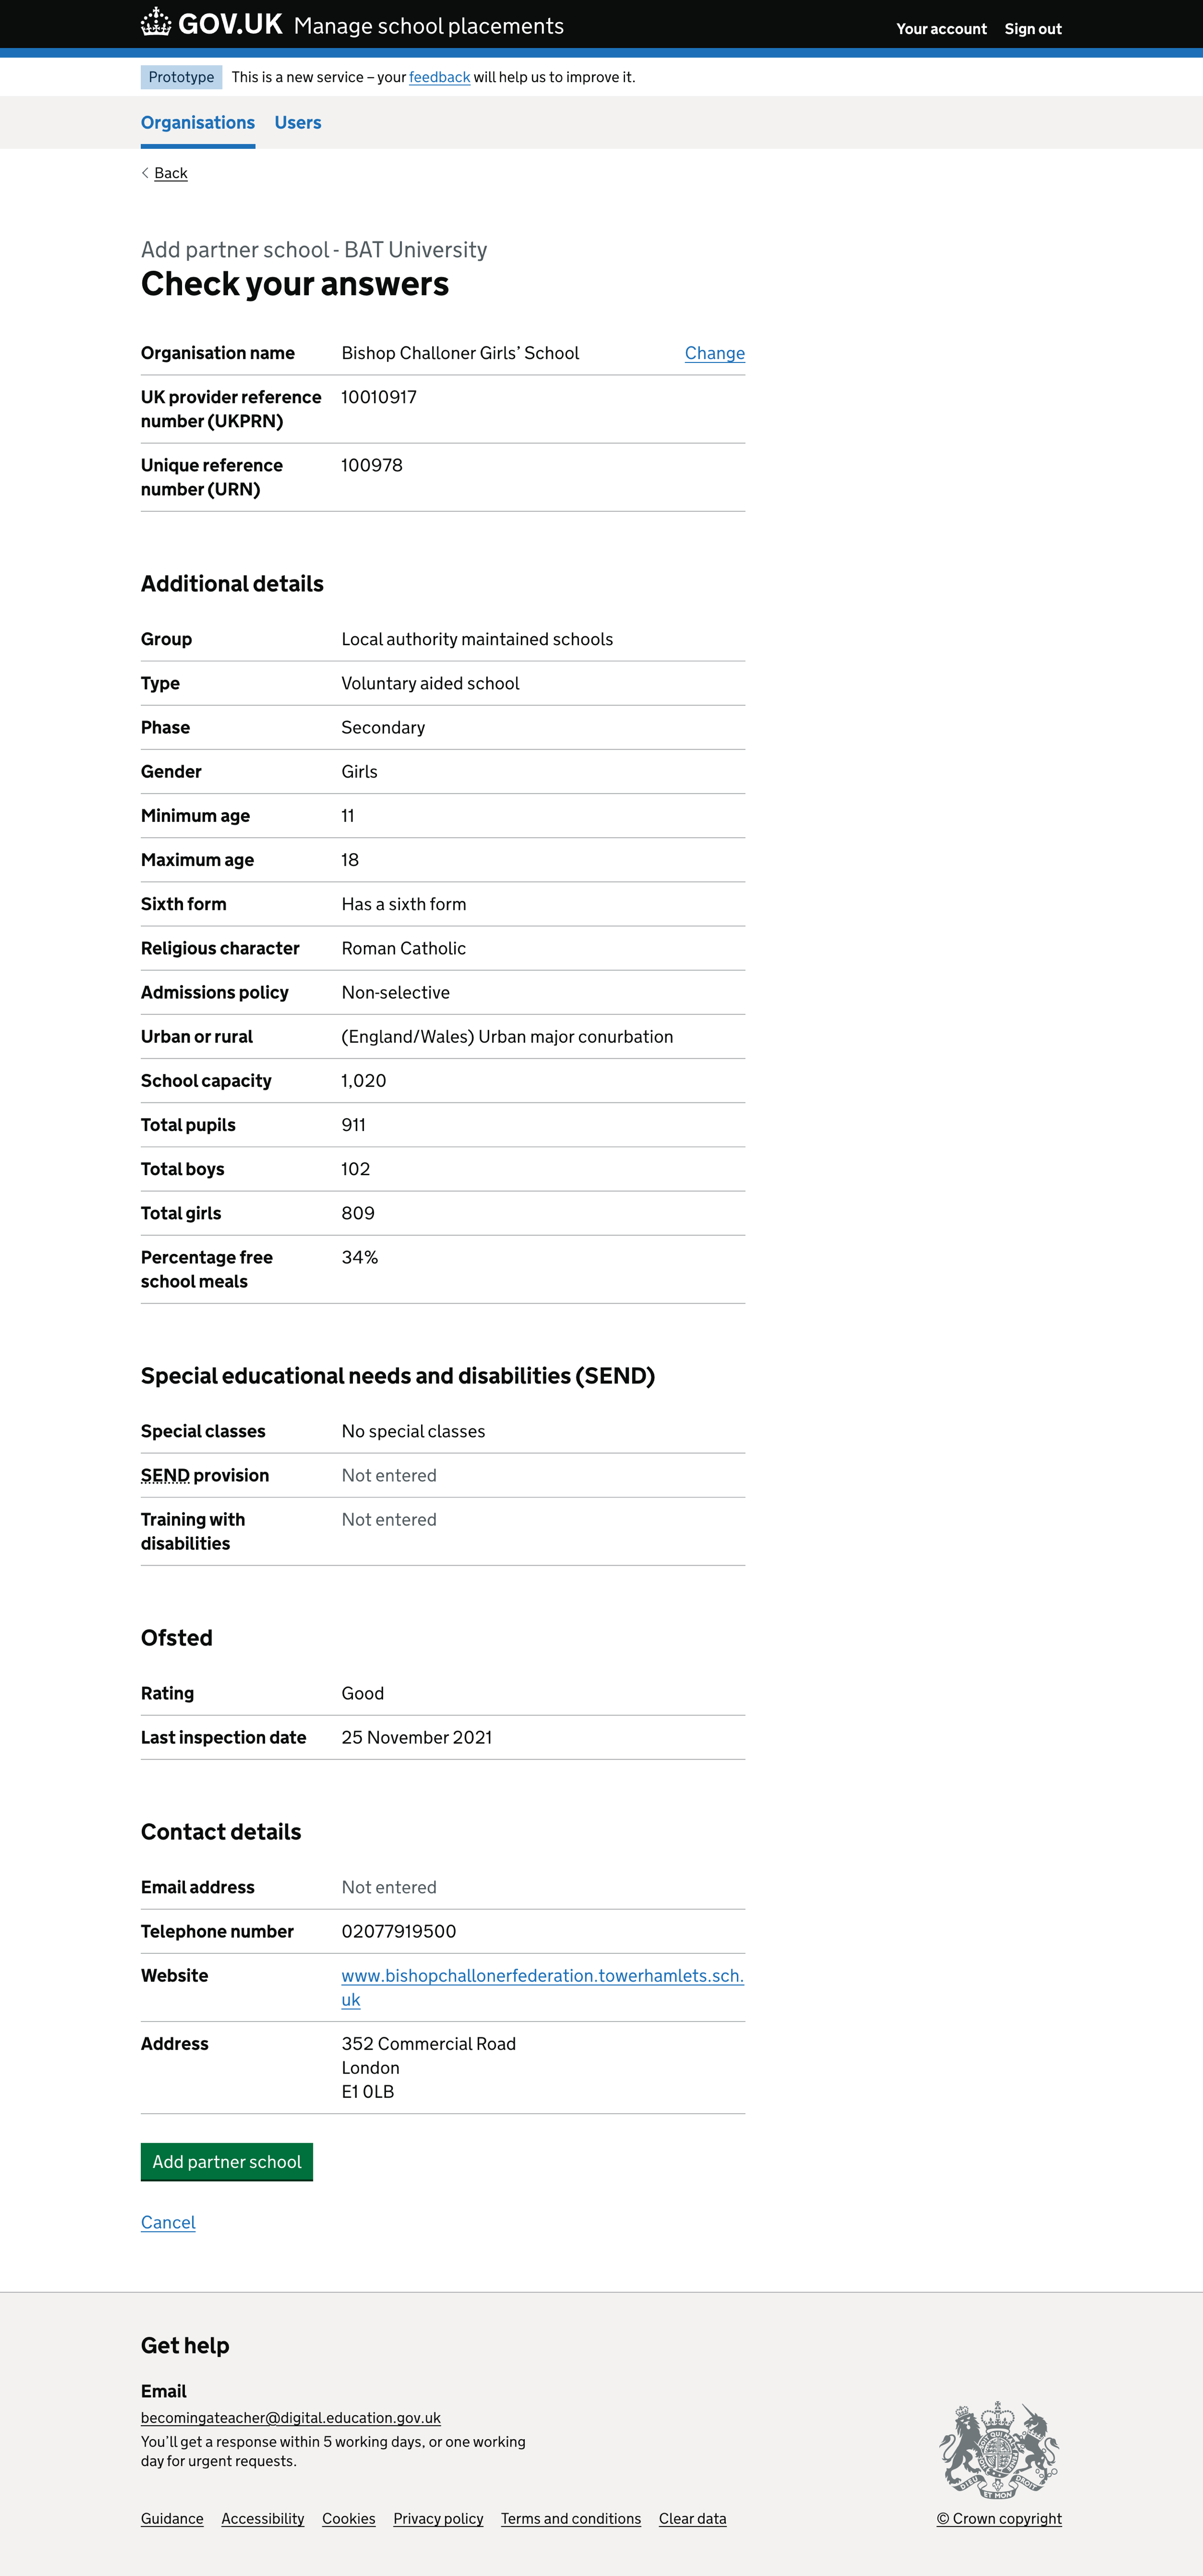 GOV.UK Manage school placements
Your account Sign out
Prototype This is a new service – your feedback will help us to improve it.
Organisations Users
Back
Add partner school - BAT University
Check your answers
Organisation name Bishop Challoner Girls’ School Change
UK provider reference number (UKPRN) 10010917
Unique reference number (URN) 100978
Additional details
Group Local authority maintained schools
Type Voluntary aided school
Phase Secondary
Gender Girls
Minimum age 11
Maximum age 18
Sixth form Has a sixth form
Religious character Roman Catholic
Admissions policy Non-selective
Urban or rural (England/Wales) Urban major conurbation
School capacity 1,020
Total pupils 911
Total boys 102
Total girls 809
Percentage free school meals 34%
Special educational needs and disabilities (SEND)
Special classes No special classes
SEND provision Not entered
Training with disabilities Not entered
Ofsted
Rating Good
Last inspection date 25 November 2021
Contact details
Email address Not entered
Telephone number 02077919500
Website www.bishopchallonerfederation.towerhamlets.sch.
uk
Address 352 Commercial Road
London
E1 0LB
Add partner school
Cancel
Get help
Email
becomingateacher@digital.education.gov.uk
You’ll get a response within 5 working days, or one working
day for urgent requests.
DIEU ET MON DROIT
Guidance Accessibility Cookies Privacy policy Terms and conditions Clear data
© Crown copyright